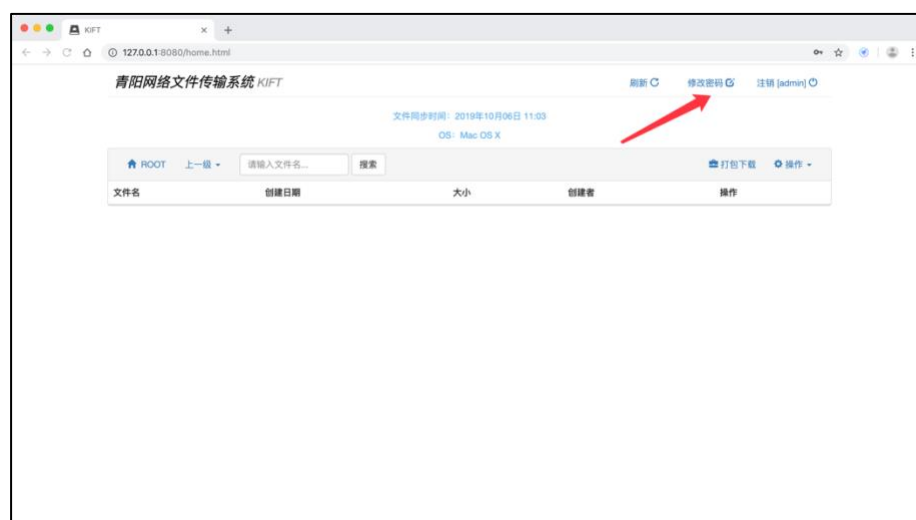 KIFT
127.0.0.1:8080/home.html
青阳网络文件传输系统 KIFT 刷新 修改密码 注销 [admin]
文件同步时间：2019年10月06日 11:03
OS：Mac OS X
ROOT 上一级 请输入文件名... 搜索 打包下载 操作
文件名 创建日期 大小 创建者 操作